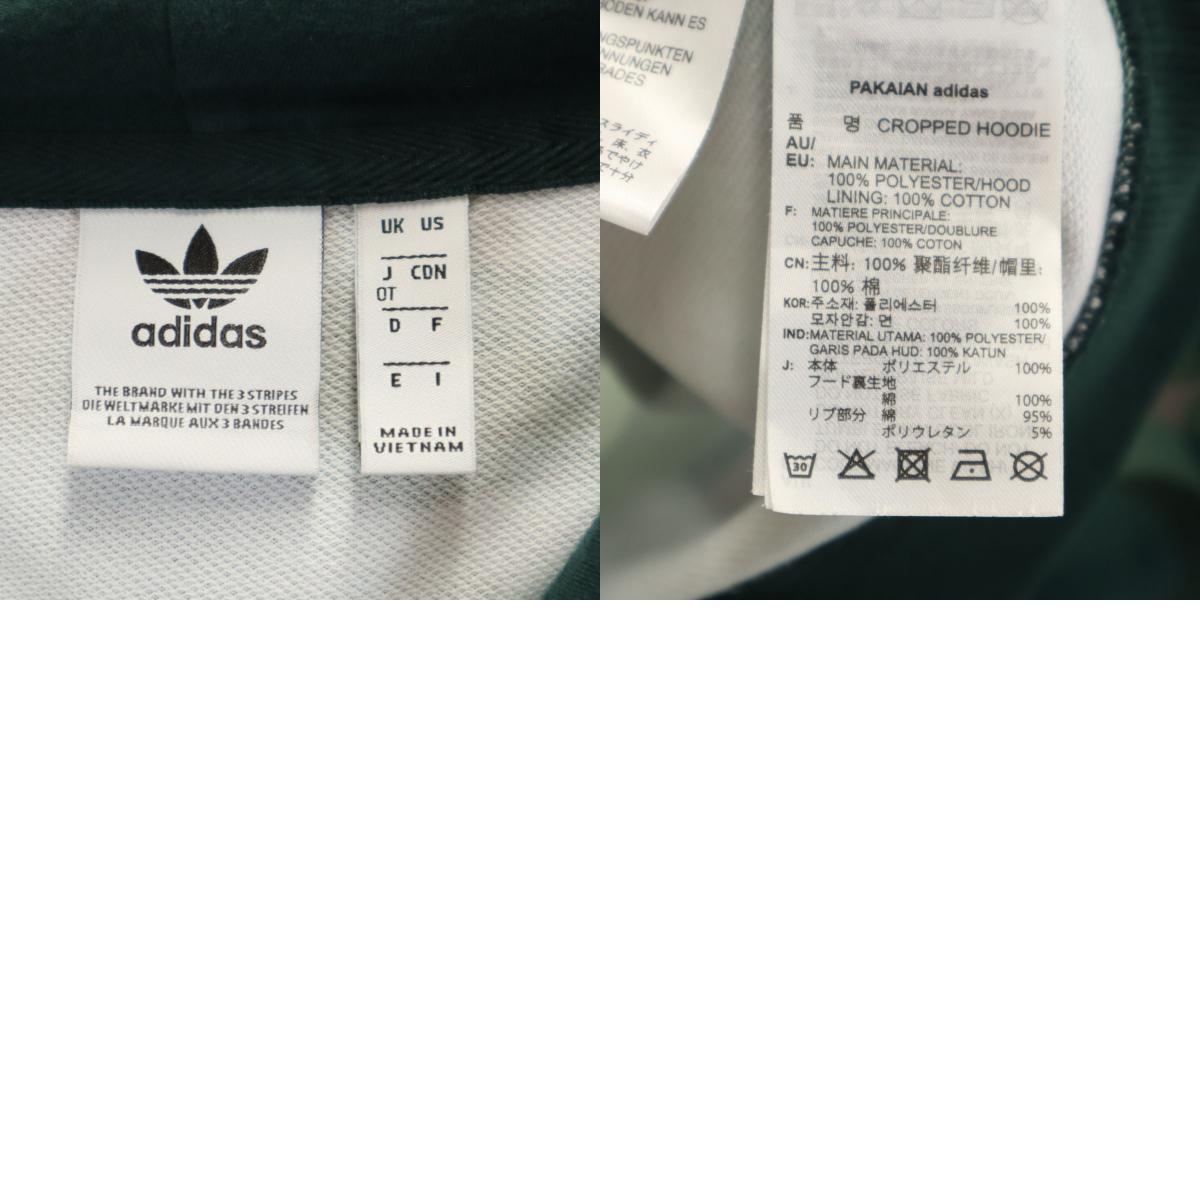 adidas
THE BRAND WITH THE 3 STRIPES
DIE WELTMARKE MIT DEN 3 STREIFEN
LA MARQUE AUX 3 BANDES
UK US
J CDN
OT
D F
E I
MADE IN
VIETNAM
BODEN KANN ES
スライディ
PAKAIAN adidas
품 명 CROPPED HOODIE
AU/
EU: MAIN MATERIAL:
100% POLYESTER/HOOD
LINING: 100% COTTON
F: MATIERE PRINCIPALE:
100% POLYESTER/DOUBLURE
CAPUCHE: 100% COTON
CN: 主料: 100% 聚酯纤维/帽里:
100% 棉
KOR: 주소재: 폴리에스터 100%
모자안감: 면 100%
IND: MATERIAL UTAMA: 100% POLYESTER/
GARIS PADA HUD: 100% KATUN
J: 本体 ポリエステル 100%
フード裏生地
綿 100%
リブ部分 綿 95%
ポリウレタン 5%
30